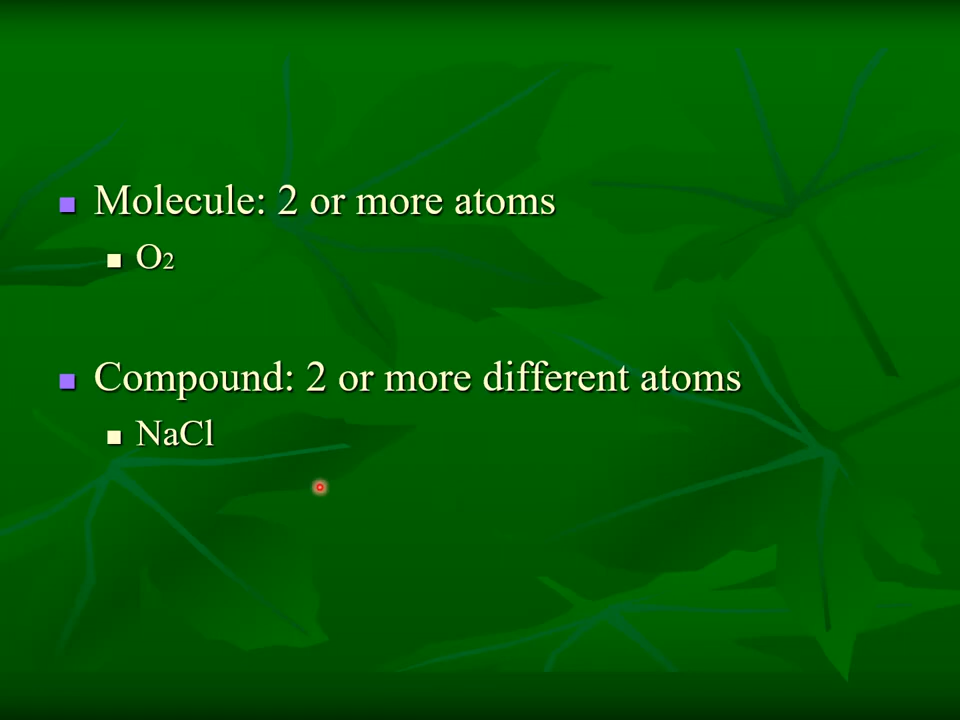 Molecule: 2 or more atoms
O2
Compound: 2 or more different atoms
NaCl